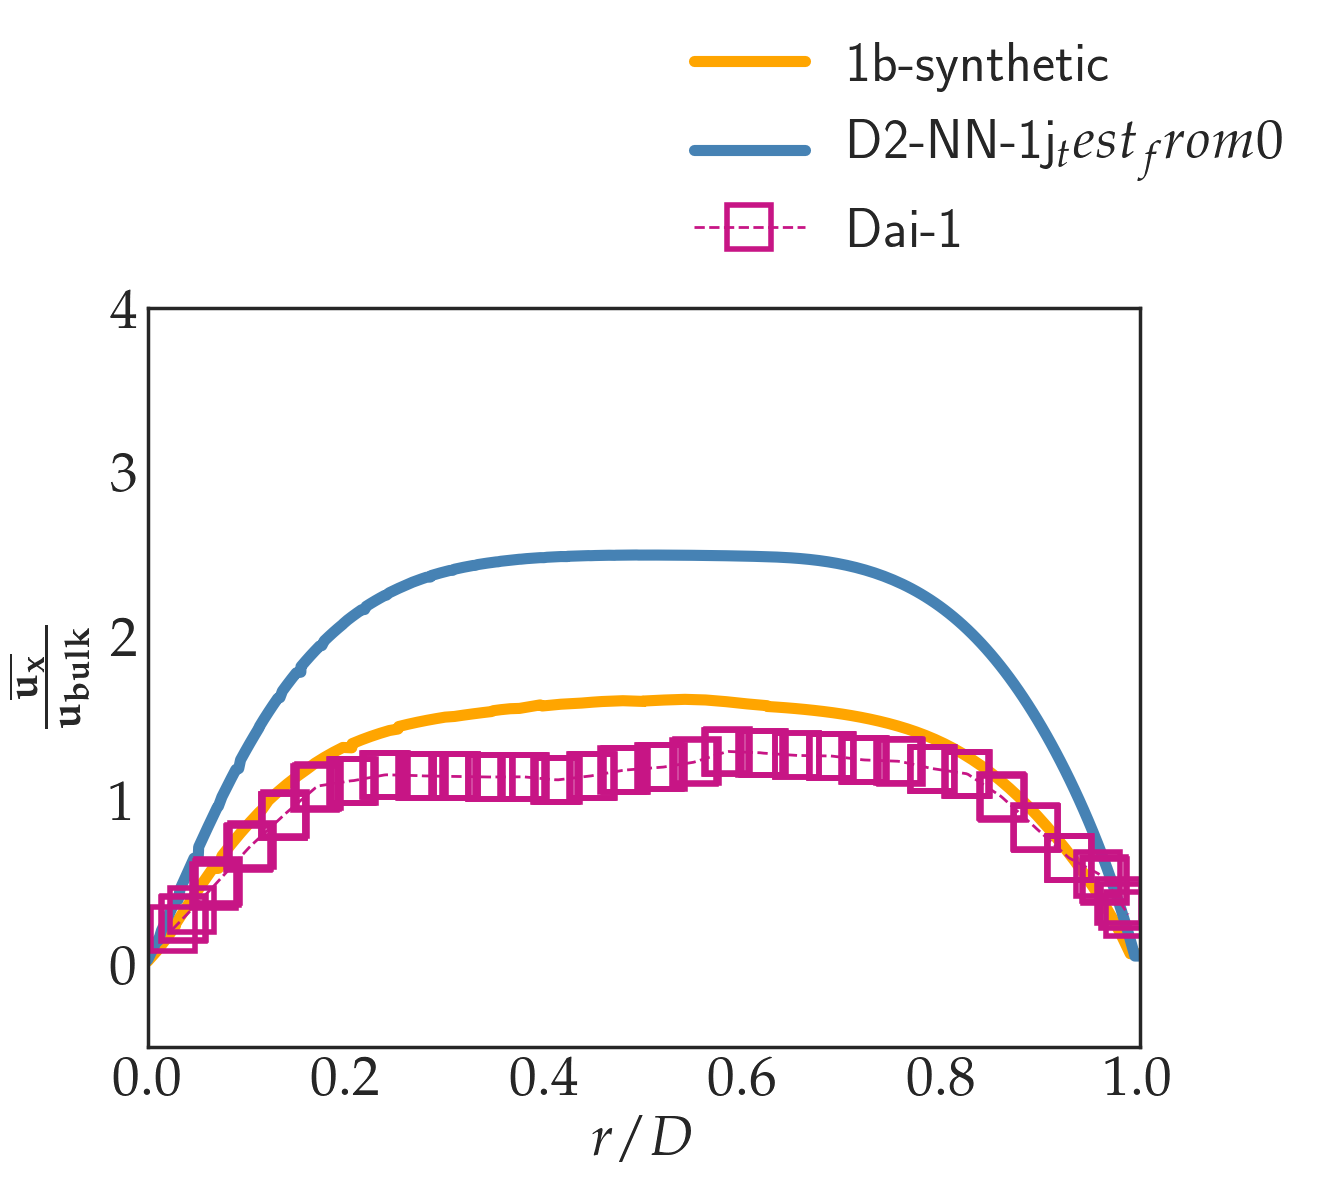 1b-synthetic
D2-NN-1j_test_from0
Dai-1
4
3
2
1
0
u_x
u_bulk
0.0 0.2 0.4 0.6 0.8 1.0
r/D